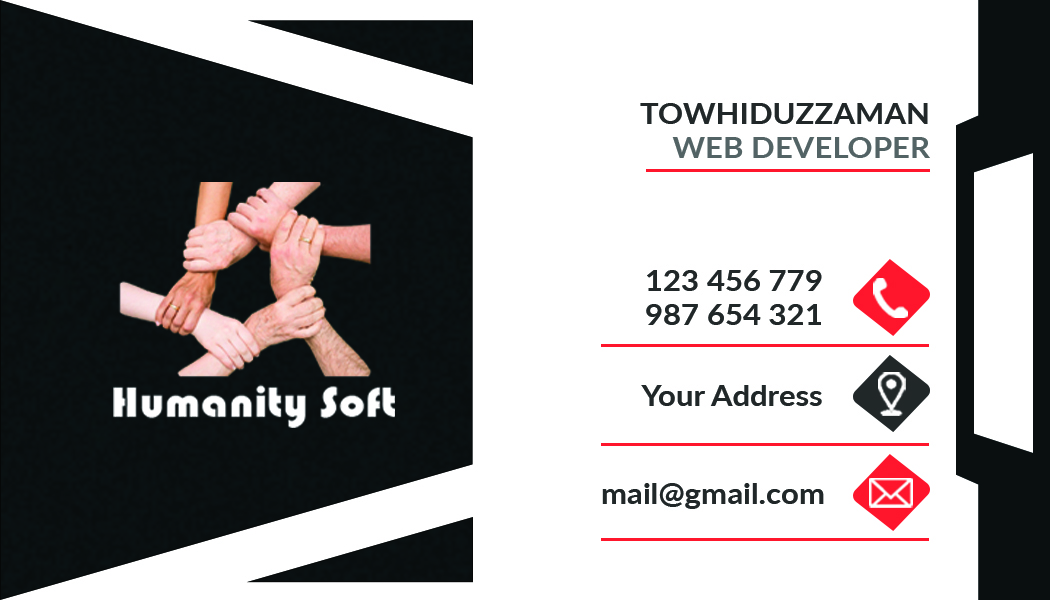 Humanity Soft
TOWHIDUZZAMAN
WEB DEVELOPER
123 456 779
987 654 321
Your Address
mail@gmail.com